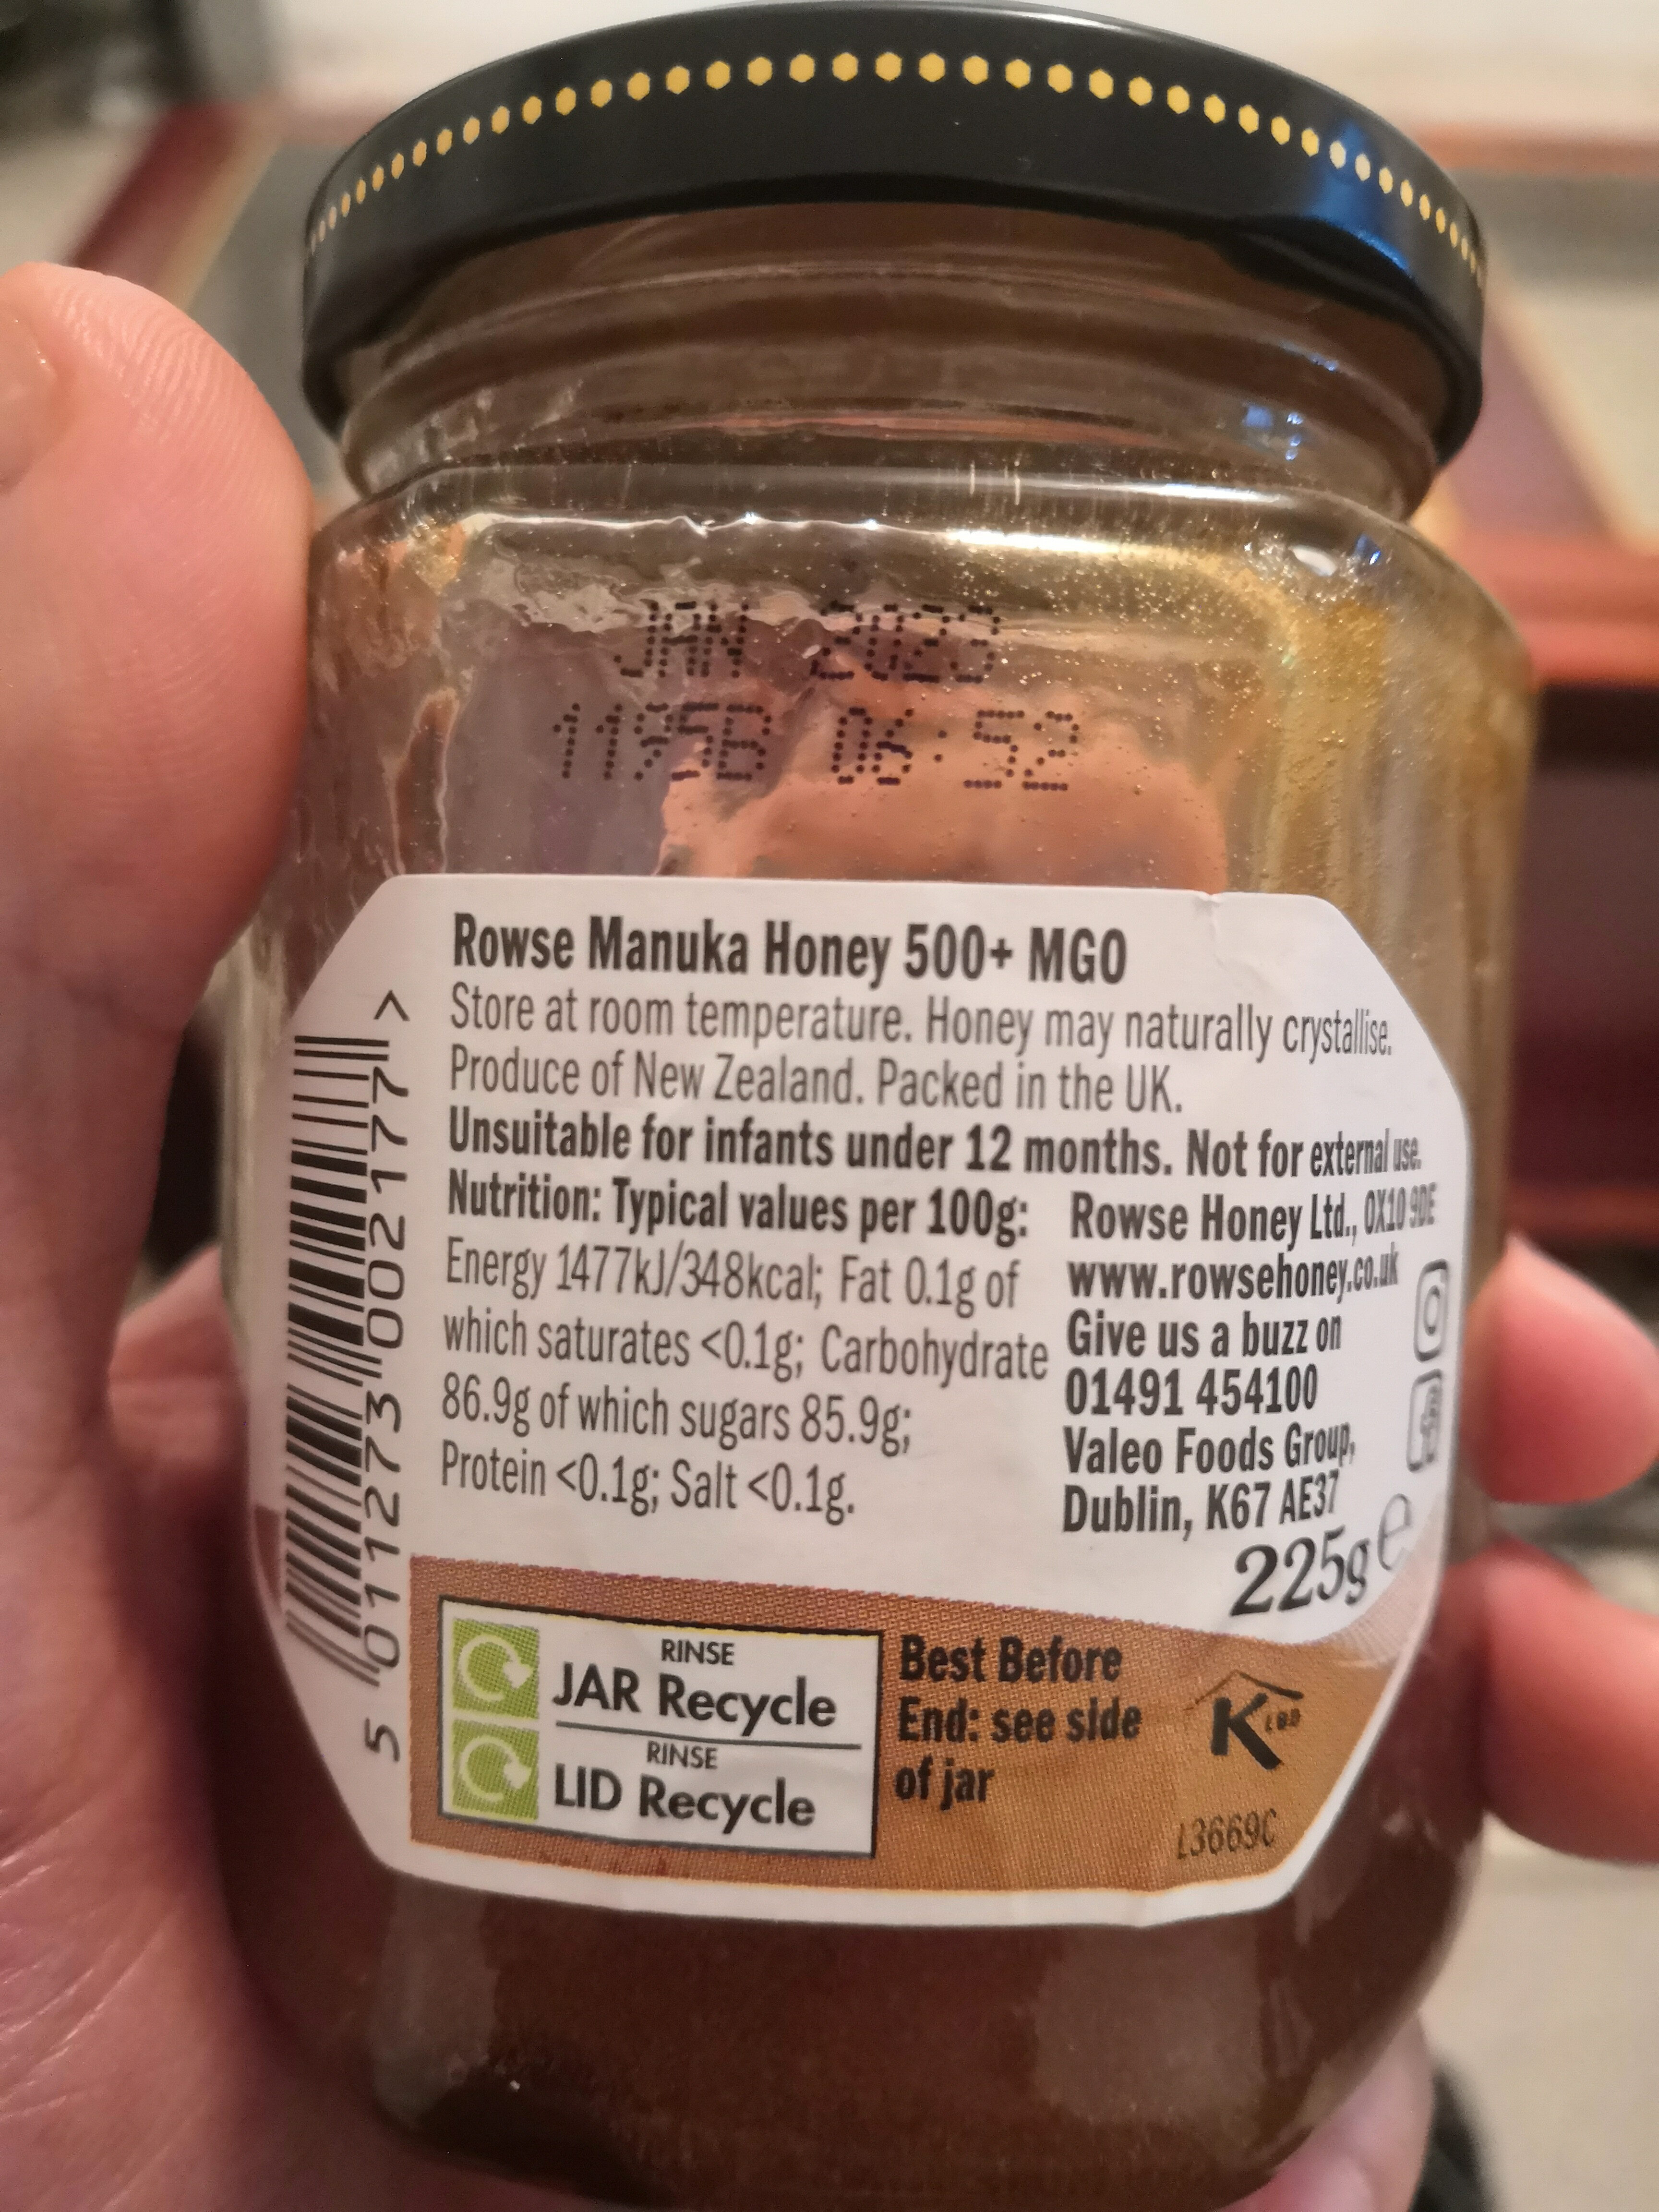 JAN 2023
1195B 06:52
Rowse Manuka Honey 500+ MGO
Store at room temperature. Honey may naturally crystallise.
Produce of New Zealand. Packed in the UK.
Unsuitable for infants under 12 months. Not for external use.
Nutrition: Typical values per 100g:
Energy 1477kJ/348kcal; Fat 0.1g of
which saturates <0.1g; Carbohydrate
86.9g of which sugars 85.9g;
Protein <0.1g; Salt <0.1g.
Rowse Honey Ltd., OX10 9DE
www.rowsehoney.co.uk
Give us a buzz on
01491 454100
Valeo Foods Group,
Dublin, K67 AE37
225g e
5 011273 002177 >
RINSE
JAR Recycle
RINSE
LID Recycle
Best Before
End: see side
of jar
K LBD
L3669C